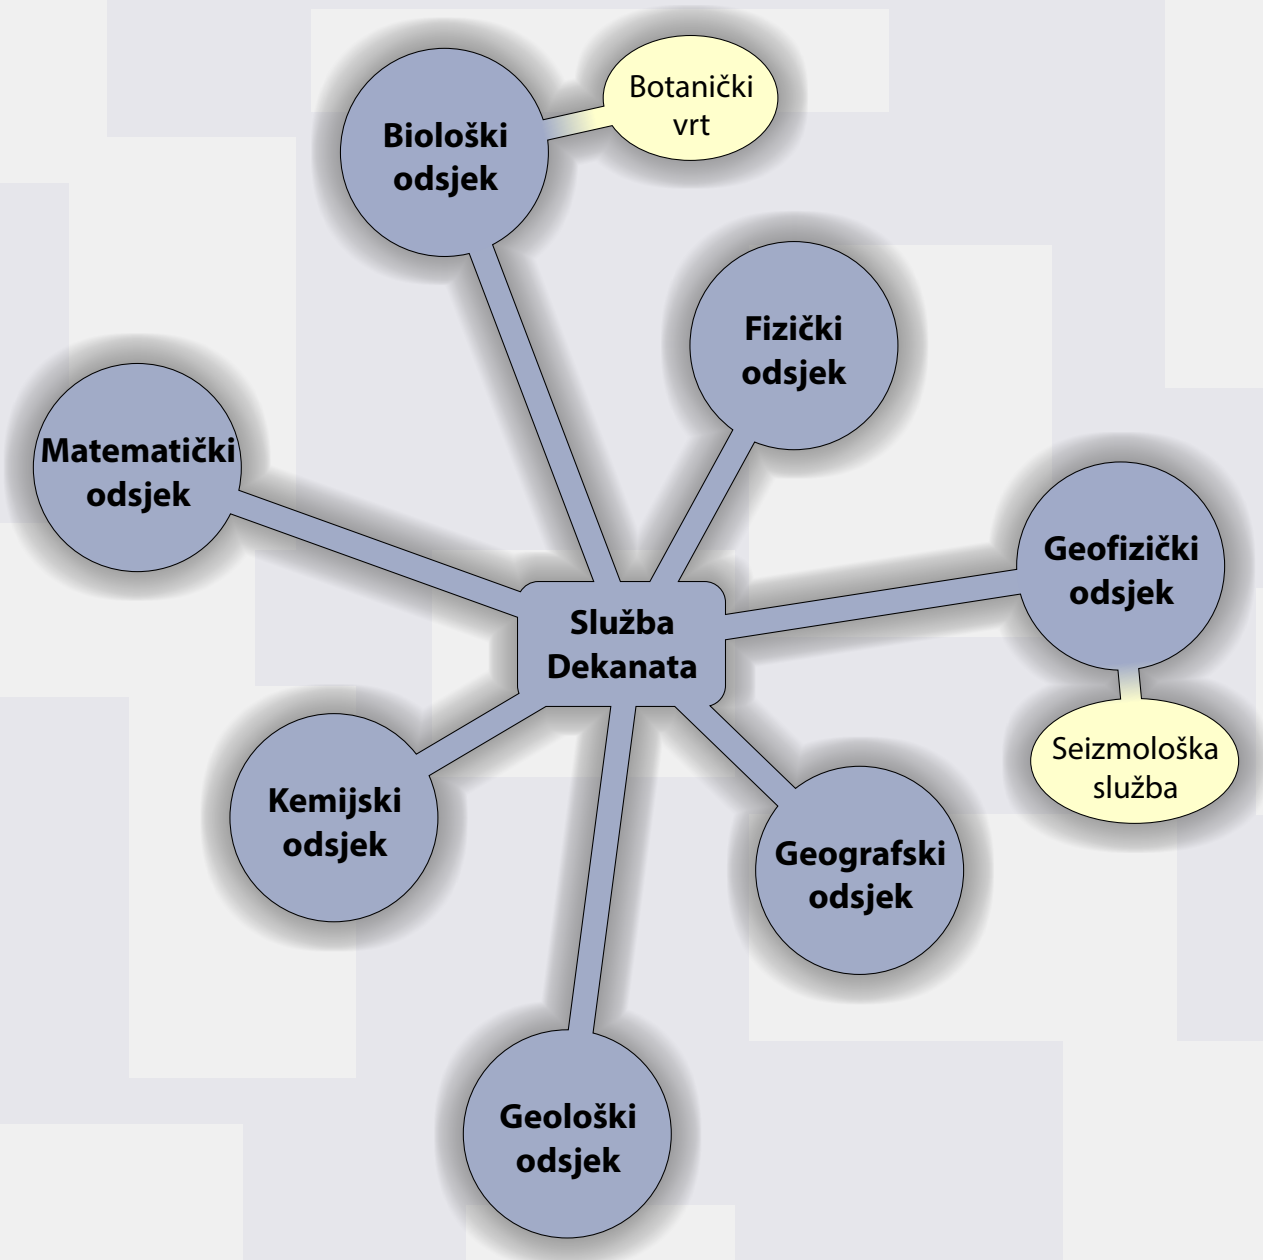 Botanički
vrt
Biološki
odsjek
Fizički
odsjek
Matematički
odsjek
Geofizički
odsjek
Služba
Dekanata
Seizmološka
služba
Kemijski
odsjek
Geografski
odsjek
Geološki
odsjek